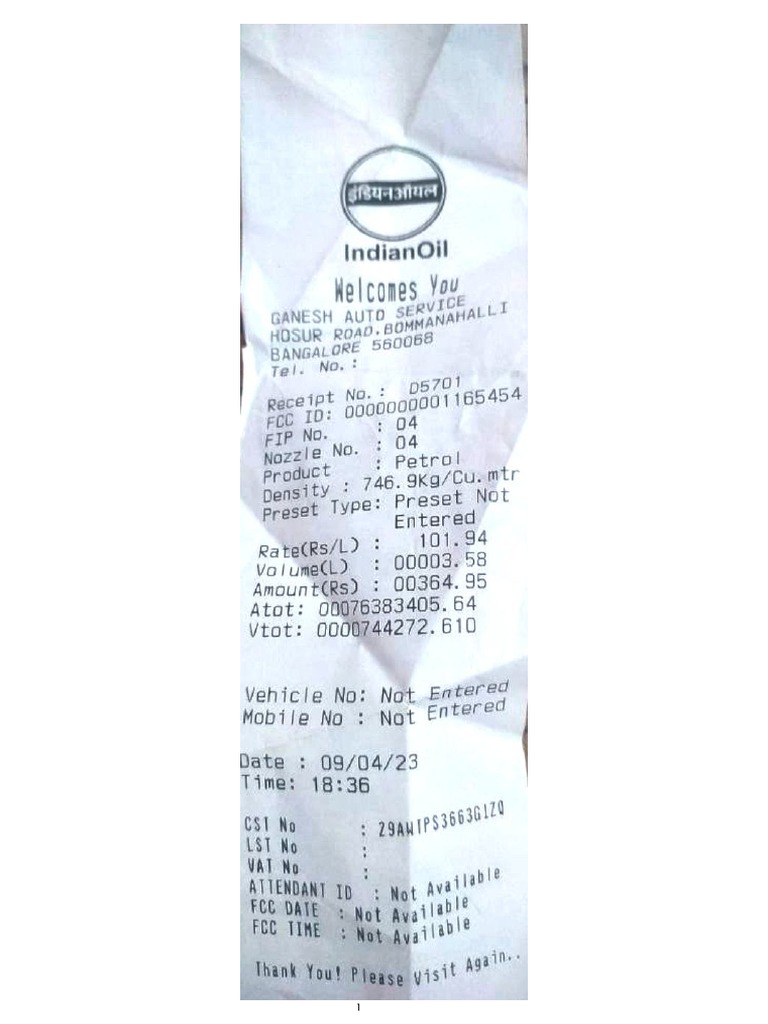 इंडियनऑयल
IndianOil
Welcomes You
GANESH AUTO SERVICE
HOSUR ROAD.BOMMANAHALLI
BANGALORE 560068
Tel. No.:
Receipt No.: D5701
FCC ID: 0000000001165454
FIP No. : 04
Nozzle No. : 04
Product : Petrol
Density : 746.9Kg/Cu.mtr
Preset Type: Preset Not
Entered
Rate(Rs/L) : 101.94
Volume(L) : 00003.58
Amount(Rs) : 00364.95
Atot: 00076383405.64
Vtot: 0000744272.610
Vehicle No: Not Entered
Mobile No : Not Entered
Date : 09/04/23
Time: 18:36
CST No : 29AWTPS3663G1ZQ
LST No :
VAT No :
ATTENDANT ID : Not Available
FCC DATE : Not Available
FCC TIME : Not Available
Thank You! Please Visit Again..
1